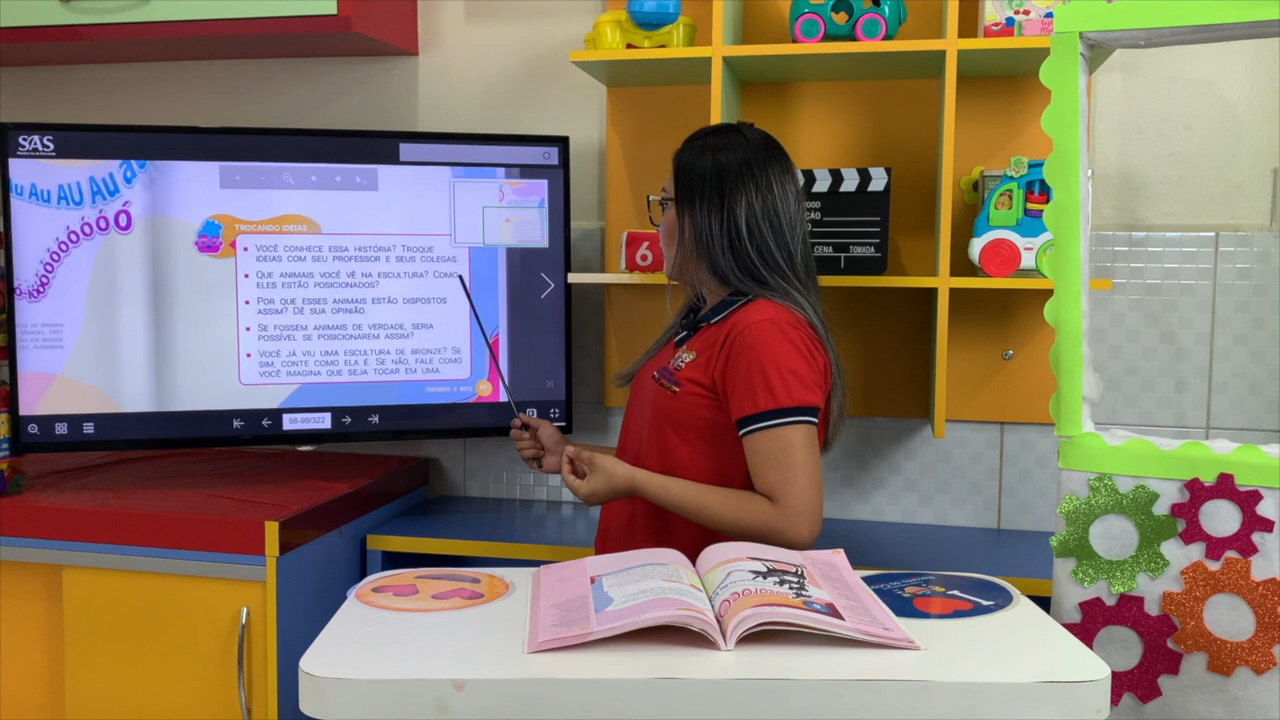 SAS
Au Au AU Au
TROCANDO IDEIAS
VOCÊ CONHECE ESSA HISTÓRIA? TROQUE
IDEIAS COM SEU PROFESSOR E SEUS COLEGAS.
QUE ANIMAIS VOCÊ VÊ NA ESCULTURA? COMO
ELES ESTÃO POSICIONADOS?
POR QUE ESSES ANIMAIS ESTÃO DISPOSTOS
ASSIM? DÊ SUA OPINIÃO.
SE FOSSEM ANIMAIS DE VERDADE, SERIA
POSSÍVEL SE POSICIONAREM ASSIM?
VOCÊ JÁ VIU UMA ESCULTURA DE BRONZE? SE
SIM, CONTE COMO ELA É. SE NÃO, FALE COMO
VOCÊ IMAGINA QUE SEJA TOCAR EM UMA.
98-99/322
6
CENA TOMADA